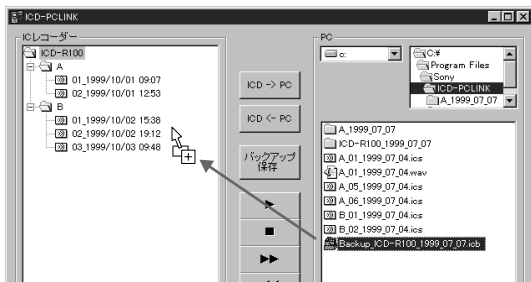 ICD-PCLINK
ICレコーダー
ICD-R100
A
01_1999/10/01 09:07
02_1999/10/01 12:53
B
01_1999/10/02 15:38
02_1999/10/02 19:12
03_1999/10/03 09:48
ICD -> PC
ICD <- PC
バックアップ
保存
PC
c:
C:¥
Program Files
Sony
ICD-PCLINK
A_1999_07_07
A_1999_07_07
ICD-R100_1999_07_07
A_01_1999_07_04.ics
A_01_1999_07_04.wav
A_05_1999_07_04.ics
A_06_1999_07_04.ics
B_01_1999_07_04.ics
B_02_1999_07_04.ics
Backup_ICD-R100_1999_07_07.icb